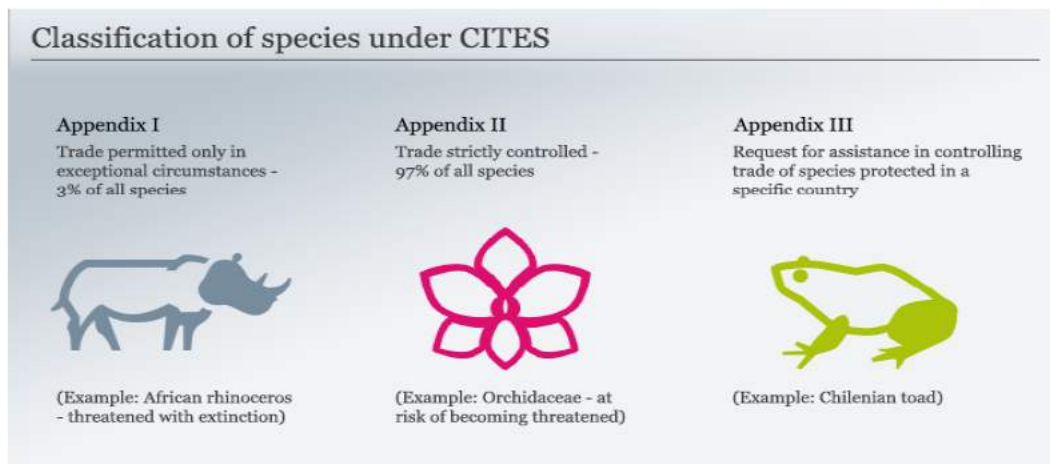 Classification of species under CITES
Appendix I
Trade permitted only in
exceptional circumstances -
3% of all species
(Example: African rhinoceros
- threatened with extinction)
Appendix II
Trade strictly controlled -
97% of all species
(Example: Orchidaceae - at
risk of becoming threatened)
Appendix III
Request for assistance in controlling
trade of species protected in a
specific country
(Example: Chilenian toad)